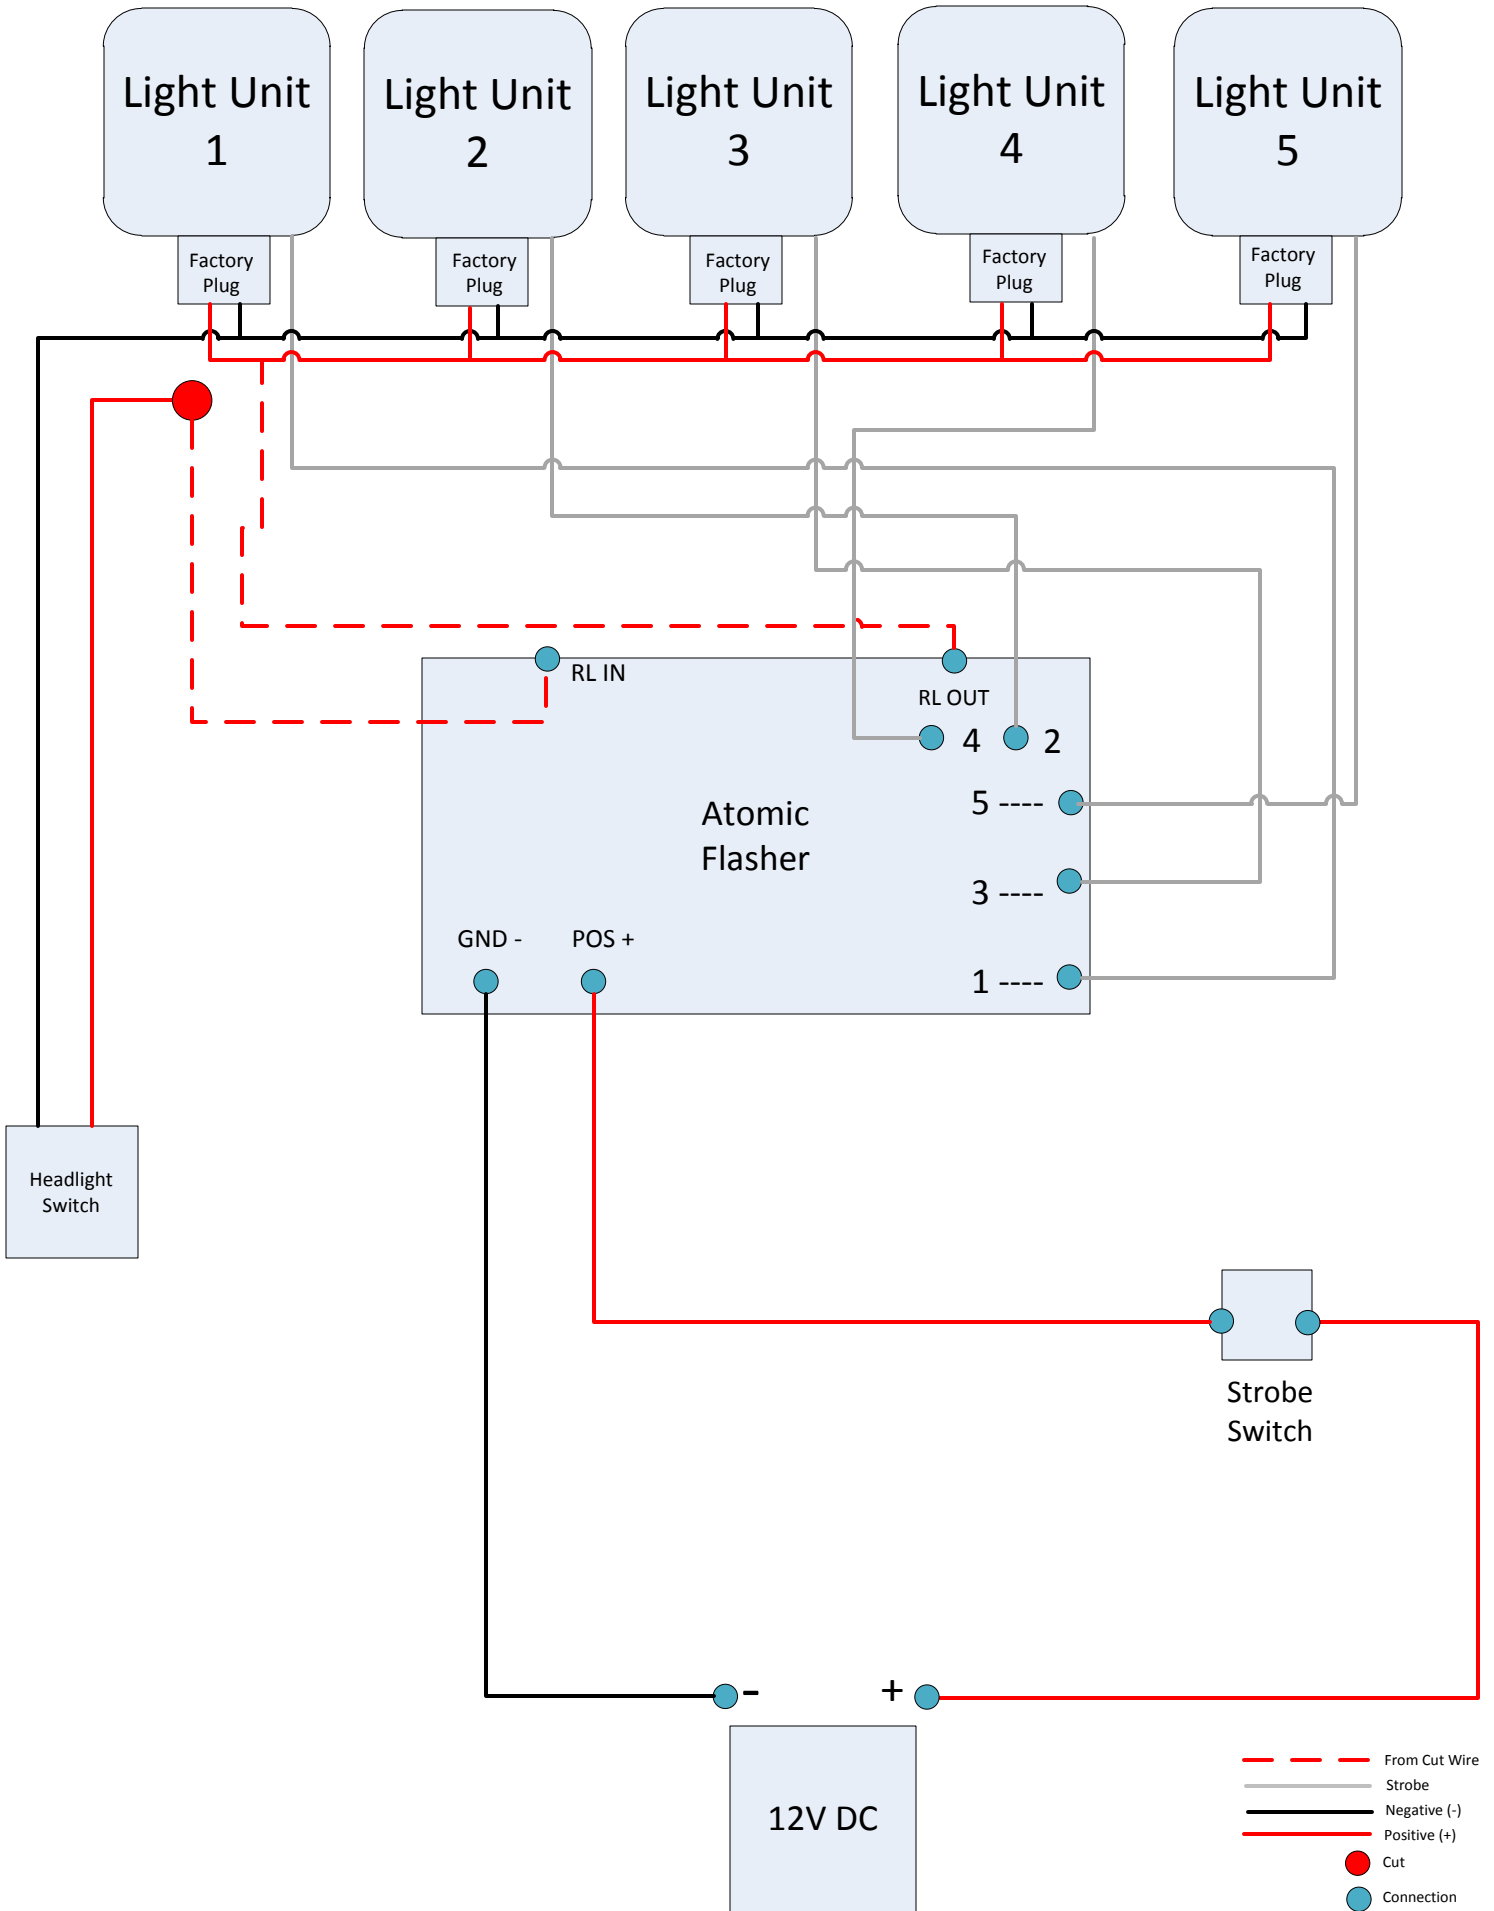 Light Unit
1
Light Unit
2
Light Unit
3
Light Unit
4
Light Unit
5
Factory
Plug
Factory
Plug
Factory
Plug
Factory
Plug
Factory
Plug
RL IN
RL OUT
4
2
5 ----
Atomic
Flasher
3 ----
GND -
POS +
1 ----
Headlight
Switch
Strobe
Switch
-
+
12V DC
From Cut Wire
Strobe
Negative (-)
Positive (+)
Cut
Connection